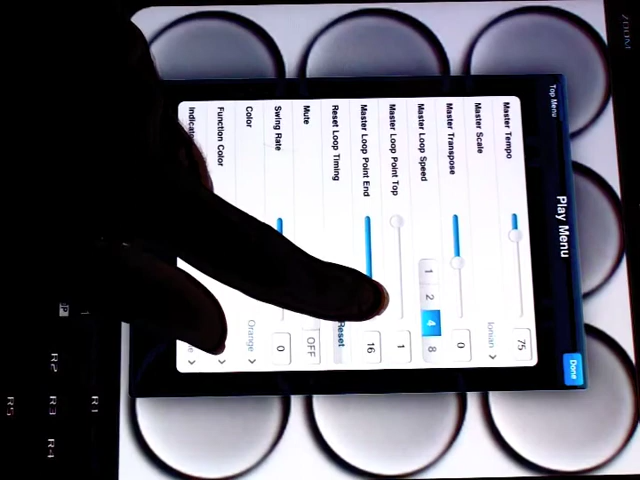 ZOOM
Top Menu
Play Menu
Done
Master Tempo 75
Master Scale Ionian >
Master Transpose 0
Master Loop Speed 1 2 4 8
Master Loop Point Top 1
Master Loop Point End 16
Reset Loop Timing Reset
Mute OFF
Swing Rate 0
Color Orange >
Function Color >
R1
R2 R3 R4
R5